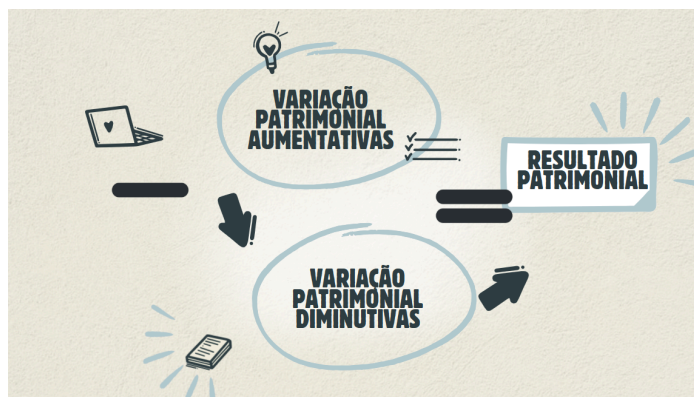 VARIAÇÃO
PATRIMONIAL
AUMENTATIVAS
RESULTADO
PATRIMONIAL
VARIAÇÃO
PATRIMONIAL
DIMINUTIVAS